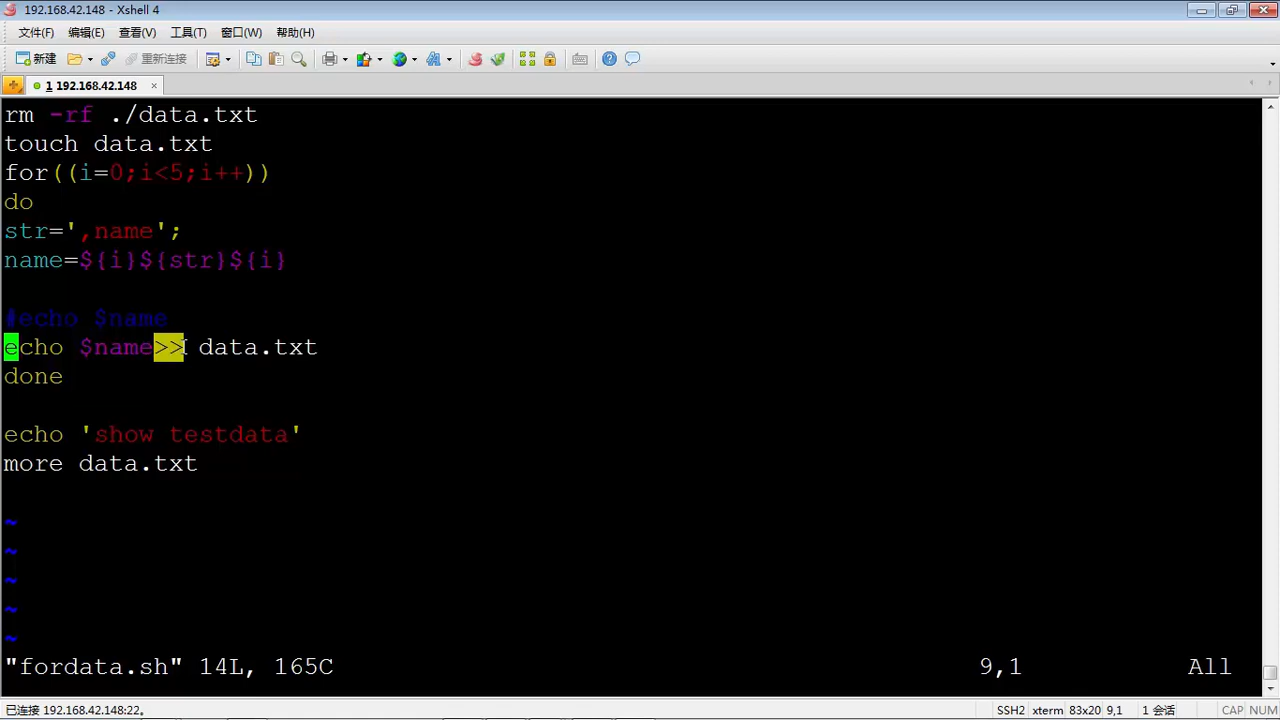 192.168.42.148 - Xshell 4
文件(F) 编辑(E) 查看(V) 工具(T) 窗口(W) 帮助(H)
新建 重新连接
1 192.168.42.148
rm -rf ./data.txt
touch data.txt
for((i=0;i<5;i++))
do
str=',name';
name=${i}${str}${i}
#echo $name
echo $name>> data.txt
done
echo 'show testdata'
more data.txt
~
~
~
~
~
"fordata.sh" 14L, 165C 9,1 All
已连接 192.168.42.148:22。 SSH2 xterm 83x20 9,1 1 会话 CAP NUM